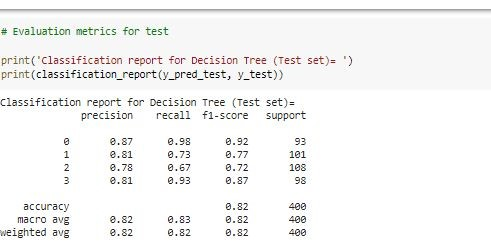 # Evaluation metrics for test
print('Classification report for Decision Tree (Test set)= ')
print(classification_report(y_pred_test, y_test))
Classification report for Decision Tree (Test set)=
precision recall f1-score support
0 0.87 0.98 0.92 93
1 0.81 0.73 0.77 101
2 0.78 0.67 0.72 108
3 0.81 0.93 0.87 98
accuracy 0.82 400
macro avg 0.82 0.83 0.82 400
weighted avg 0.82 0.82 0.82 400